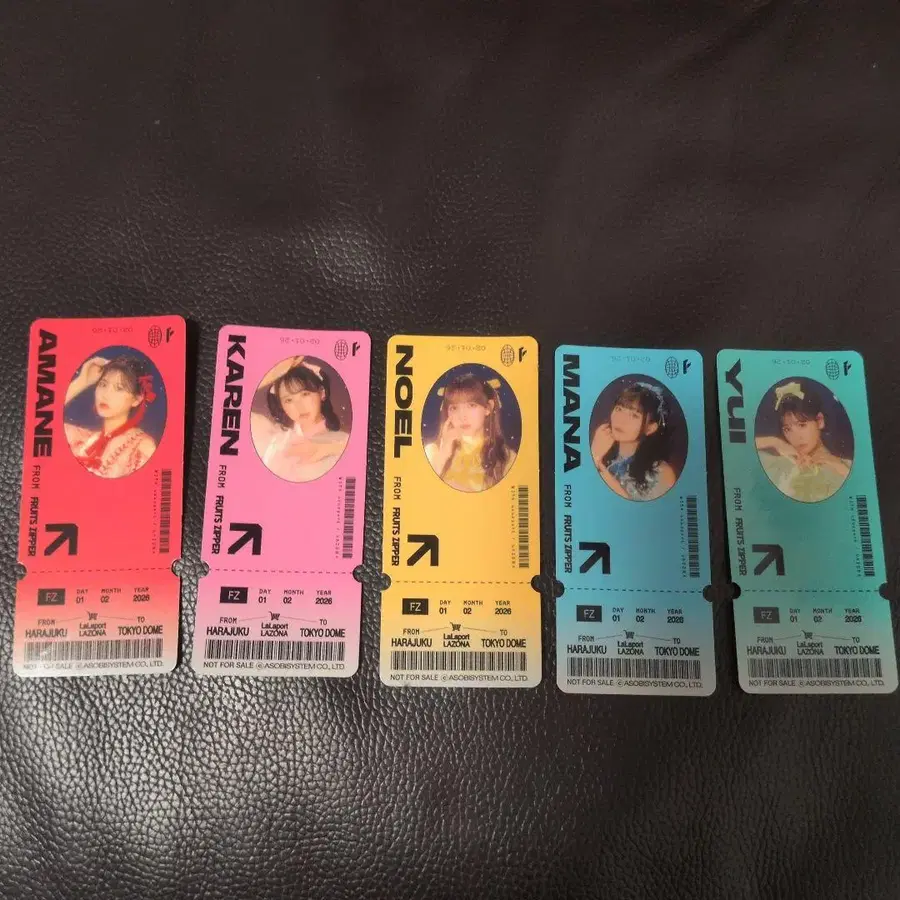 AMANE
FROM FRUITS ZIPPER
FZ
DAY MONTH YEAR
01 02 2026
FROM TO
HARAJUKU LaLaport LAZONA TOKYO DOME
NOT FOR SALE ©ASOBISYSTEM CO., LTD.
KAREN
FROM FRUITS ZIPPER
FZ
DAY MONTH YEAR
01 02 2026
FROM TO
HARAJUKU LaLaport LAZONA TOKYO DOME
NOT FOR SALE ©ASOBISYSTEM CO., LTD.
NOEL
FROM FRUITS ZIPPER
FZ
DAY MONTH YEAR
01 02 2026
FROM TO
HARAJUKU LaLaport LAZONA TOKYO DOME
NOT FOR SALE ©ASOBISYSTEM CO., LTD.
MANA
FROM FRUITS ZIPPER
FZ
DAY MONTH YEAR
01 02 2026
FROM TO
HARAJUKU LaLaport LAZONA TOKYO DOME
NOT FOR SALE ©ASOBISYSTEM CO., LTD.
YUI
FROM FRUITS ZIPPER
FZ
DAY MONTH YEAR
01 02 2026
FROM TO
HARAJUKU LaLaport LAZONA TOKYO DOME
NOT FOR SALE ©ASOBISYSTEM CO., LTD.